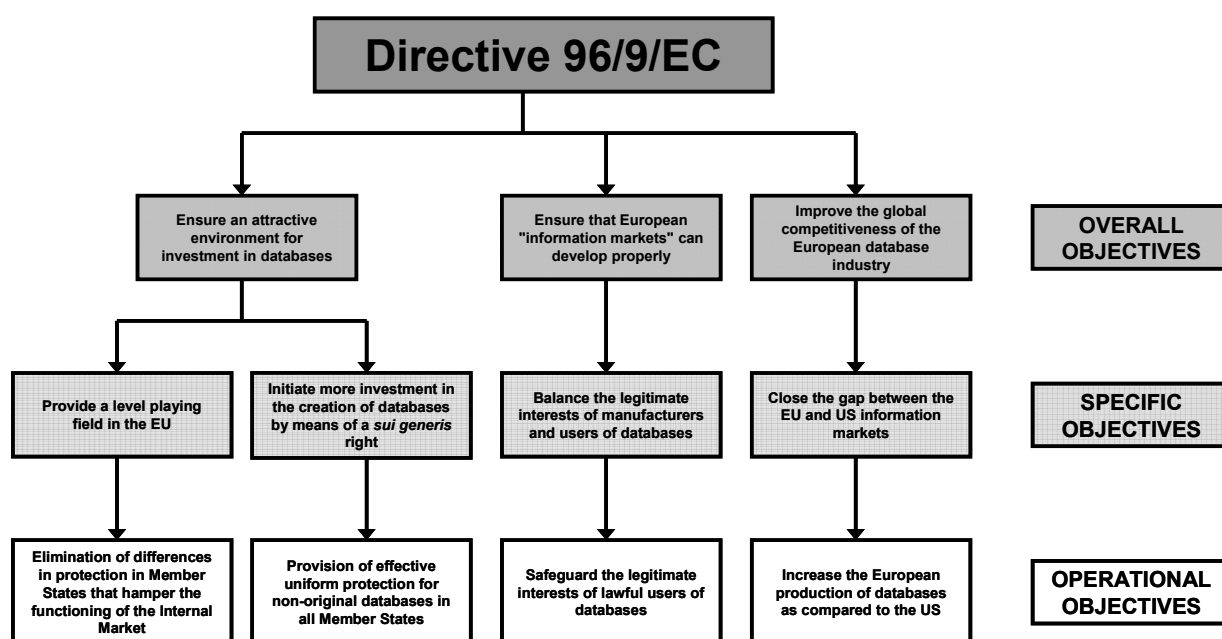 Directive 96/9/EC
Ensure an attractive
environment for
investment in databases
Ensure that European
"information markets" can
develop properly
Improve the global
competitiveness of the
European database
industry
OVERALL
OBJECTIVES
Provide a level playing
field in the EU
Initiate more investment in
the creation of databases
by means of a sui generis
right
Balance the legitimate
interests of manufacturers
and users of databases
Close the gap between the
EU and US information
markets
SPECIFIC
OBJECTIVES
Elimination of differences
in protection in Member
States that hamper the
functioning of the Internal
Market
Provision of effective
uniform protection for
non-original databases in
all Member States
Safeguard the legitimate
interests of lawful users of
databases
Increase the European
production of databases
as compared to the US
OPERATIONAL
OBJECTIVES